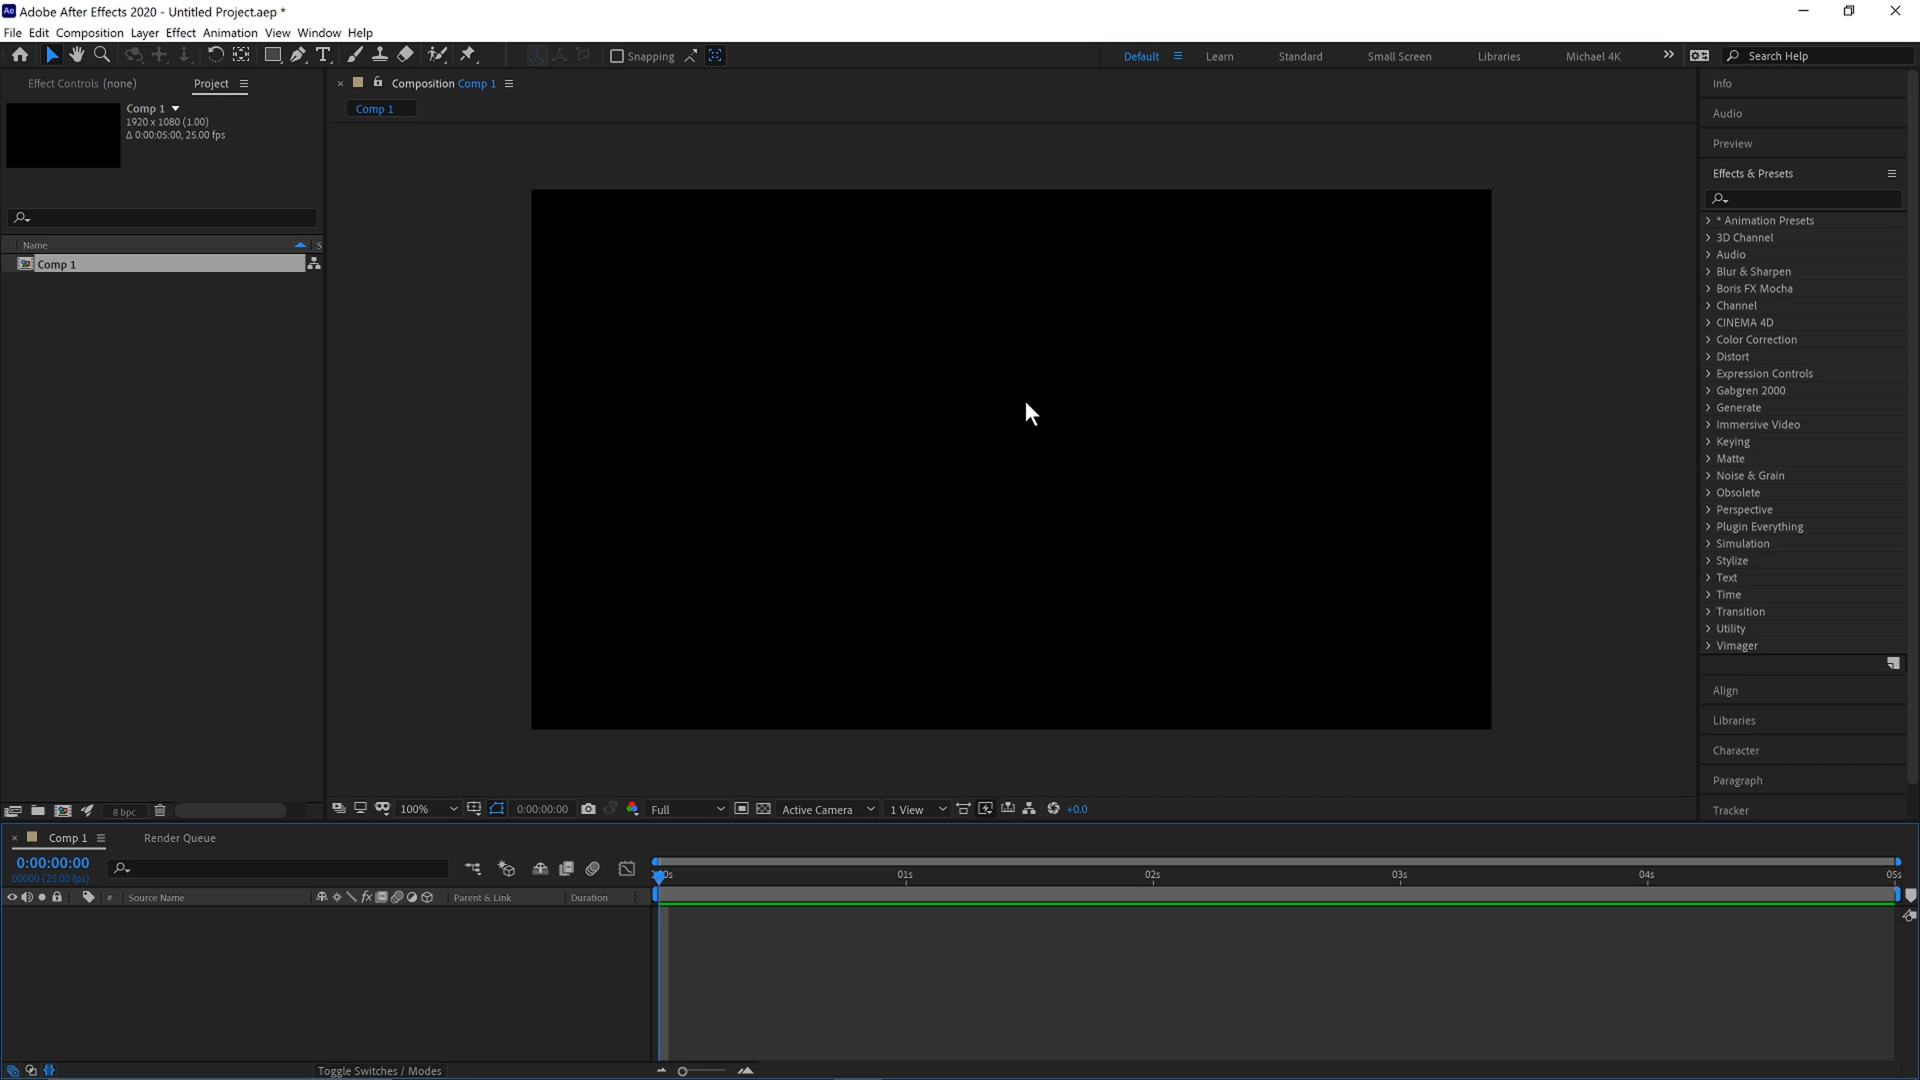 Adobe After Effects 2020 - Untitled Project.aep *
File Edit Composition Layer Effect Animation View Window Help
Snapping
Default Learn Standard Small Screen Libraries Michael 4K Search Help
Effect Controls (none) Project
Comp 1
1920 x 1080 (1.00)
Δ 0:00:05:00, 25.00 fps
Name S
Comp 1
8 bpc
Composition Comp 1
Comp 1
100% 0:00:00:00 Full Active Camera 1 View +0.0
Info
Audio
Preview
Effects & Presets
* Animation Presets
3D Channel
Audio
Blur & Sharpen
Boris FX Mocha
Channel
CINEMA 4D
Color Correction
Distort
Expression Controls
Gabgren 2000
Generate
Immersive Video
Keying
Matte
Noise & Grain
Obsolete
Perspective
Plugin Everything
Simulation
Stylize
Text
Time
Transition
Utility
Vimager
Align
Libraries
Character
Paragraph
Tracker
Comp 1 Render Queue
0:00:00:00
00000 (25.00 fps)
# Source Name fx Parent & Link Duration
01s 02s 03s 04s 05s
Toggle Switches / Modes